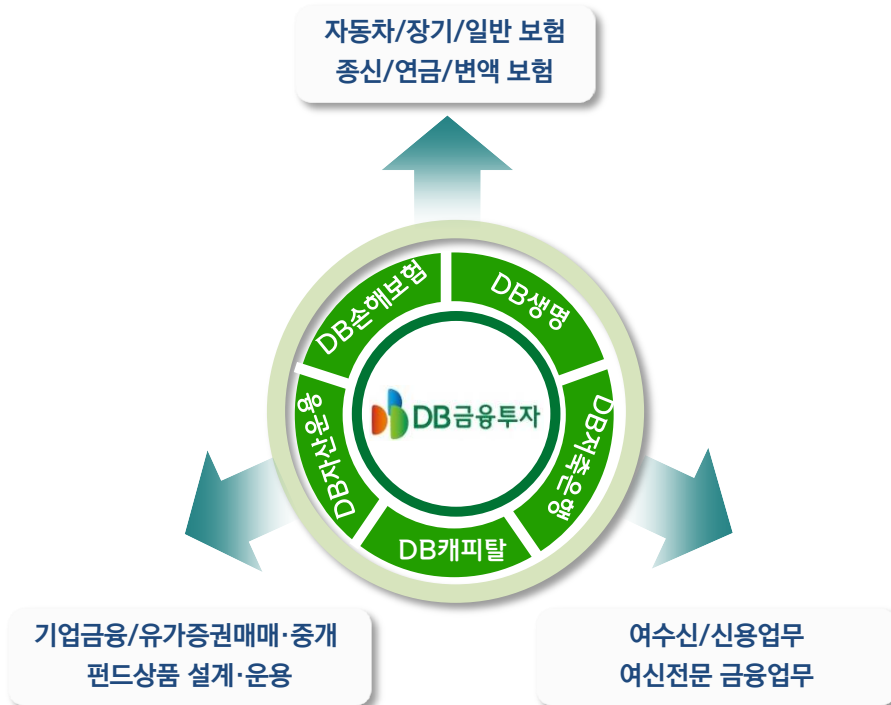 자동차/장기/일반 보험
종신/연금/변액 보험
DB손해보험
DB생명
DB자산운용
DB금융투자
DB저축은행
DB캐피탈
기업금융/유가증권매매·중개
펀드상품 설계·운용
여수신/신용업무
여신전문 금융업무